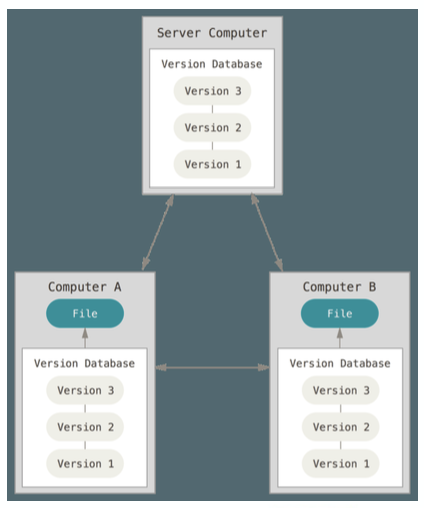 Server Computer
Version Database
Version 3
Version 2
Version 1
Computer A
File
Version Database
Version 3
Version 2
Version 1
Computer B
File
Version Database
Version 3
Version 2
Version 1